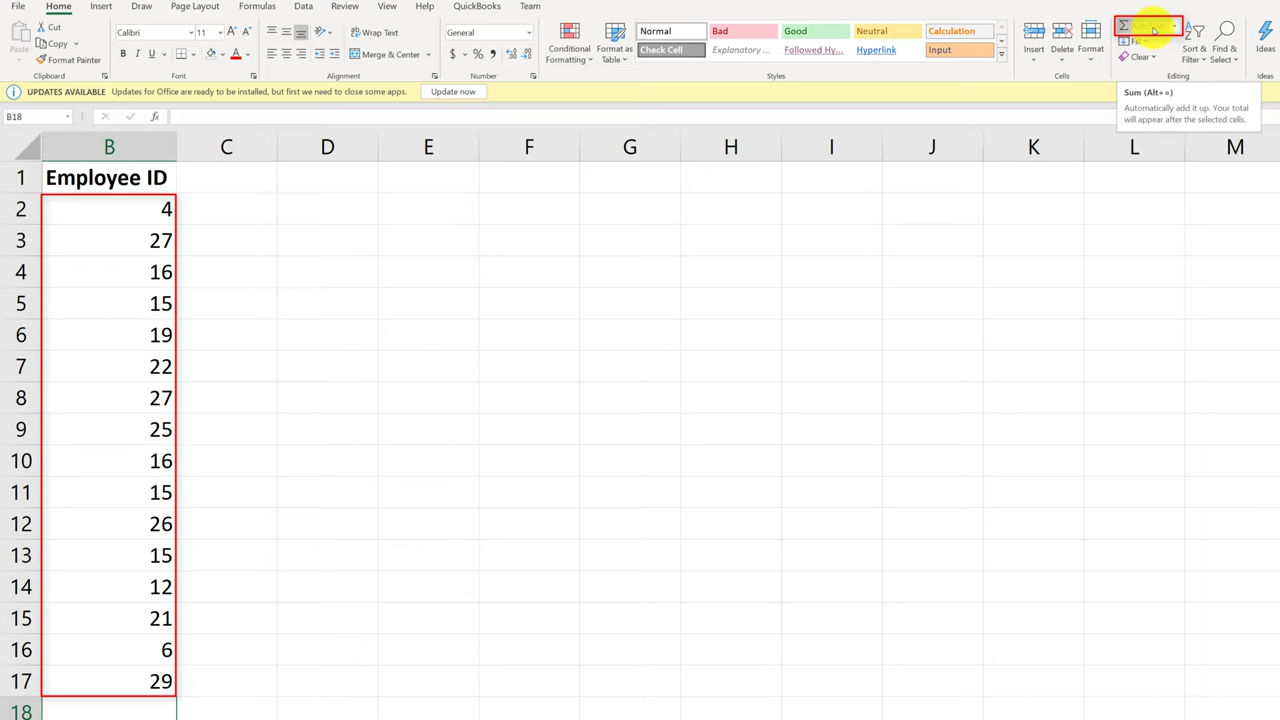 File Home Insert Draw Page Layout Formulas Data Review View Help QuickBooks Team
Paste Cut Copy Format Painter Clipboard
Calibri 11 A A B I U A Font
Wrap Text Merge & Center Alignment
General $ % , Number
Conditional Formatting Format as Table
Normal Bad Good Neutral Calculation
Check Cell Explanatory ... Followed Hy... Hyperlink Input
Styles
Insert Delete Format Cells
Σ
Fill
Clear
Sort & Filter Find & Select Editing
Ideas
Ideas
UPDATES AVAILABLE Updates for Office are ready to be installed, but first we need to close some apps. Update now
Sum (Alt+=)
Automatically add it up. Your total
will appear after the selected cells.
B18 fx
B C D E F G H I J K L M
1 Employee ID
2 4
3 27
4 16
5 15
6 19
7 22
8 27
9 25
10 16
11 15
12 26
13 15
14 12
15 21
16 6
17 29
18